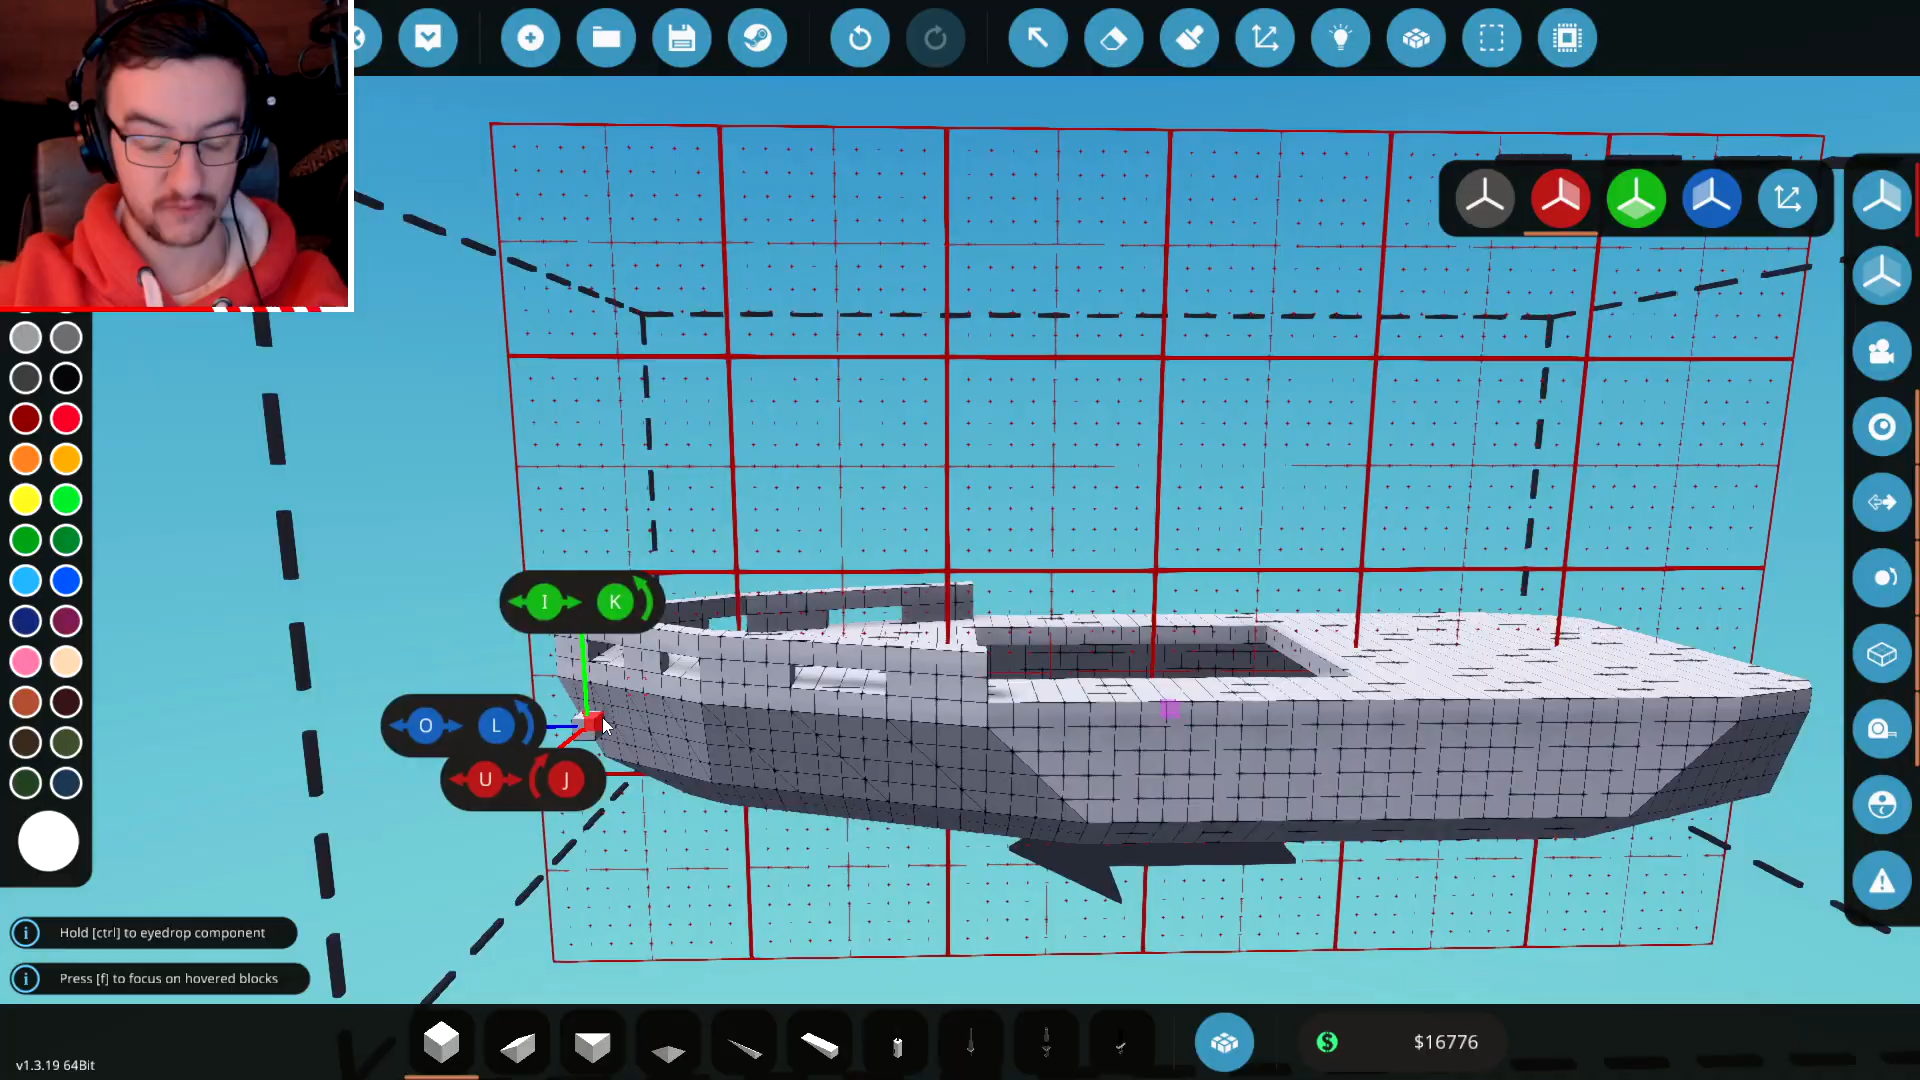 I K
O L
U J
Hold [ctrl] to eyedrop component
Press [f] to focus on hovered blocks
$16776
v1.3.19 64Bit